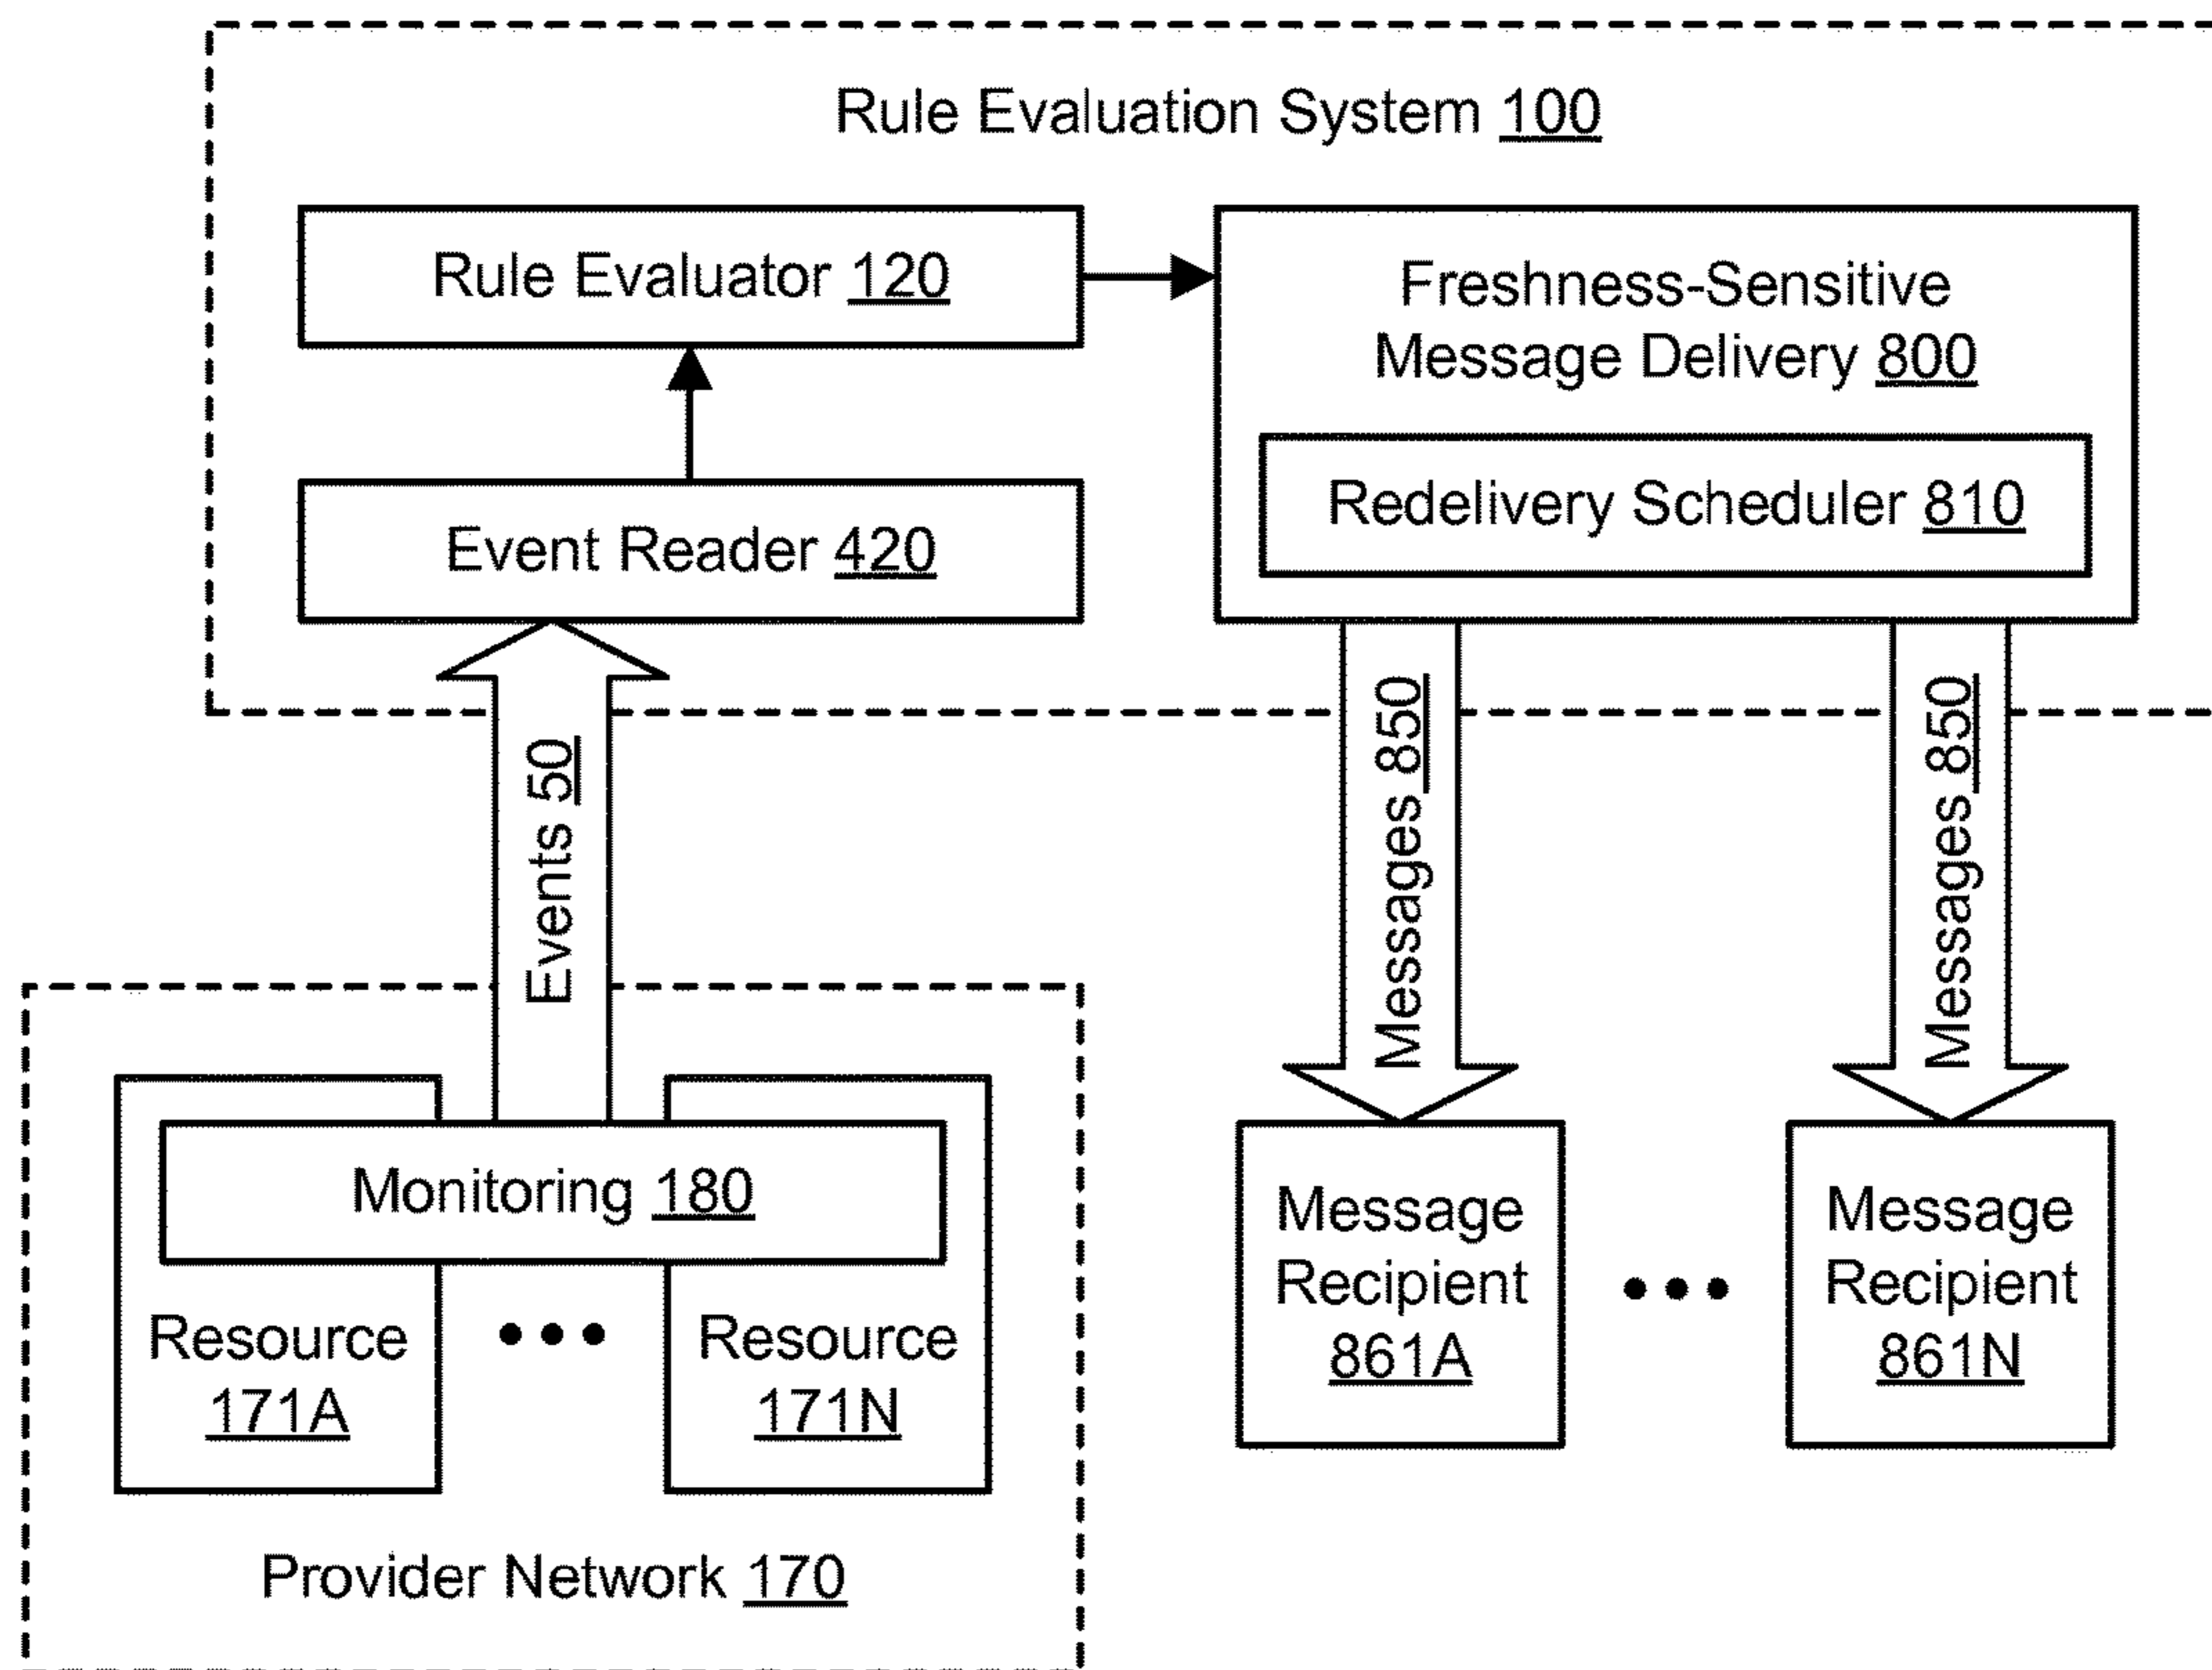 Rule Evaluation System 100
Rule Evaluator 120
Freshness-Sensitive
Message Delivery 800
Redelivery Scheduler 810
Event Reader 420
Events 50
Messages 850
Messages 850
Monitoring 180
Resource
171A
•••
Resource
171N
Provider Network 170
Message
Recipient
861A
•••
Message
Recipient
861N